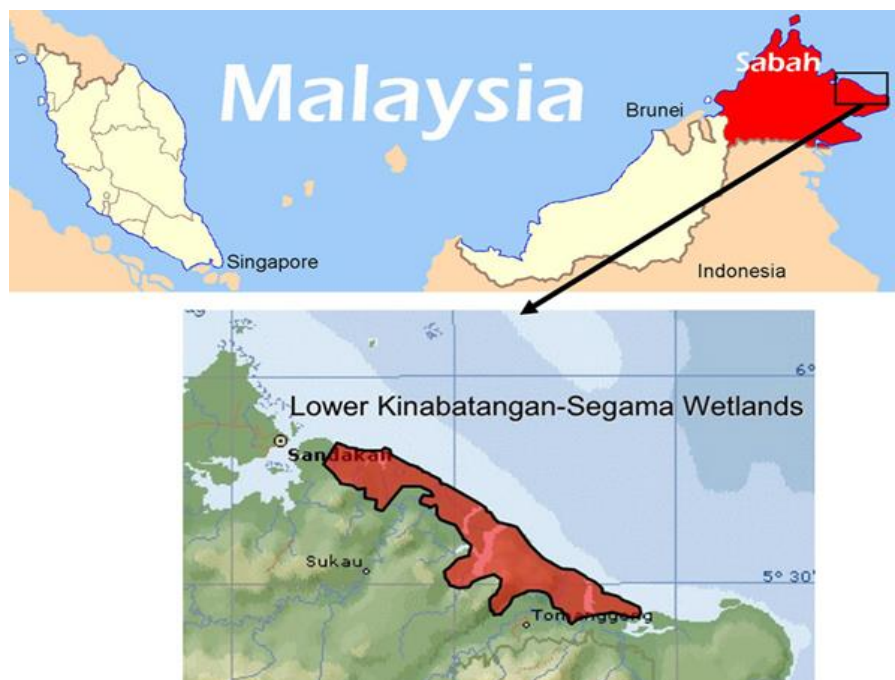 Malaysia
Sabah
Brunei
Singapore
Indonesia
6°
Lower Kinabatangan-Segama Wetlands
Sandakan
Sukau
5° 30'
Tomanggong